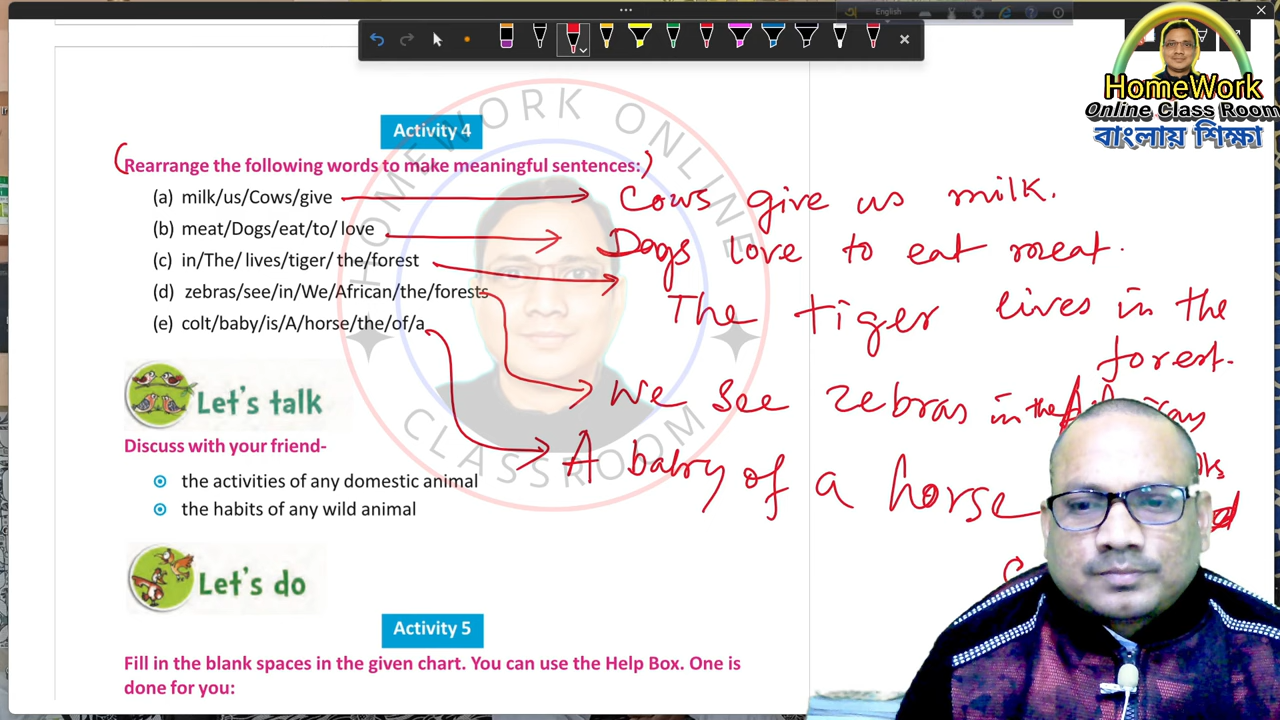 English
HomeWork
Online Class Room
বাংলায় শিক্ষা
HOMEWORK ONLINE
CLASSROOM
Activity 4
(Rearrange the following words to make meaningful sentences:)
(a) milk/us/Cows/give
Cows give us milk.
(b) meat/Dogs/eat/to/ love
Dogs love to eat meat.
(c) in/The/ lives/tiger/ the/forest
The tiger lives in the
forest.
(d) zebras/see/in/We/African/the/forests
We see zebras in the
(e) colt/baby/is/A/horse/the/of/a
A baby of a horse
Let's talk
Discuss with your friend-
the activities of any domestic animal
the habits of any wild animal
Let's do
Activity 5
Fill in the blank spaces in the given chart. You can use the Help Box. One is
done for you: